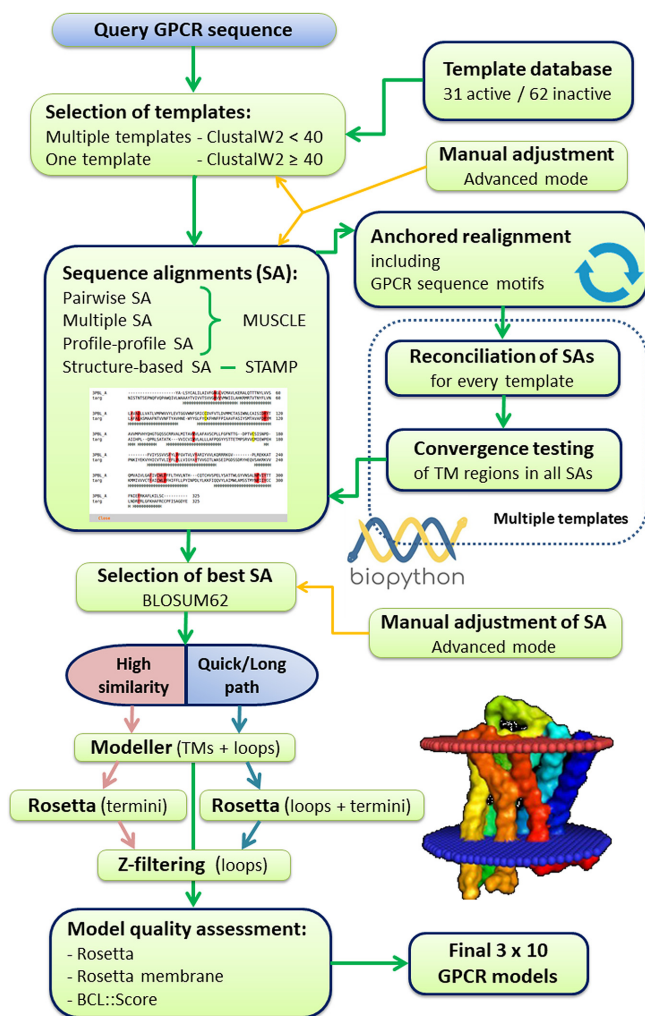 Query GPCR sequence
Template database
31 active / 62 inactive
Selection of templates:
Multiple templates - ClustalW2 < 40
One template - ClustalW2 ≥ 40
Manual adjustment
Advanced mode
Sequence alignments (SA):
Pairwise SA
Multiple SA
Profile-profile SA
MUSCLE
Structure-based SA
STAMP
Anchored realignment
including
GPCR sequence motifs
Reconciliation of SAs
for every template
Convergence testing
of TM regions in all SAs
Multiple templates
biopython
Selection of best SA
BLOSUM62
Manual adjustment of SA
Advanced mode
High
similarity
Quick/Long
path
Modeller (TMs + loops)
Rosetta (termini)
Rosetta (loops + termini)
Z-filtering (loops)
Model quality assessment:
- Rosetta
- Rosetta membrane
- BCL::Score
Final 3 x 10
GPCR models